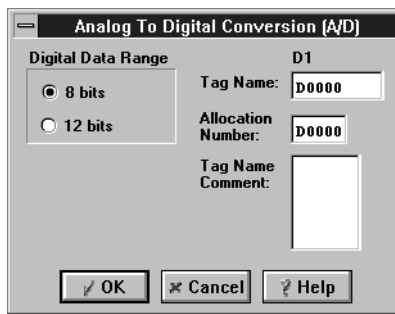 Analog To Digital Conversion (A/D)
Digital Data Range
8 bits
12 bits
D1
Tag Name: D0000
Allocation
Number: D0000
Tag Name
Comment:
OK Cancel Help